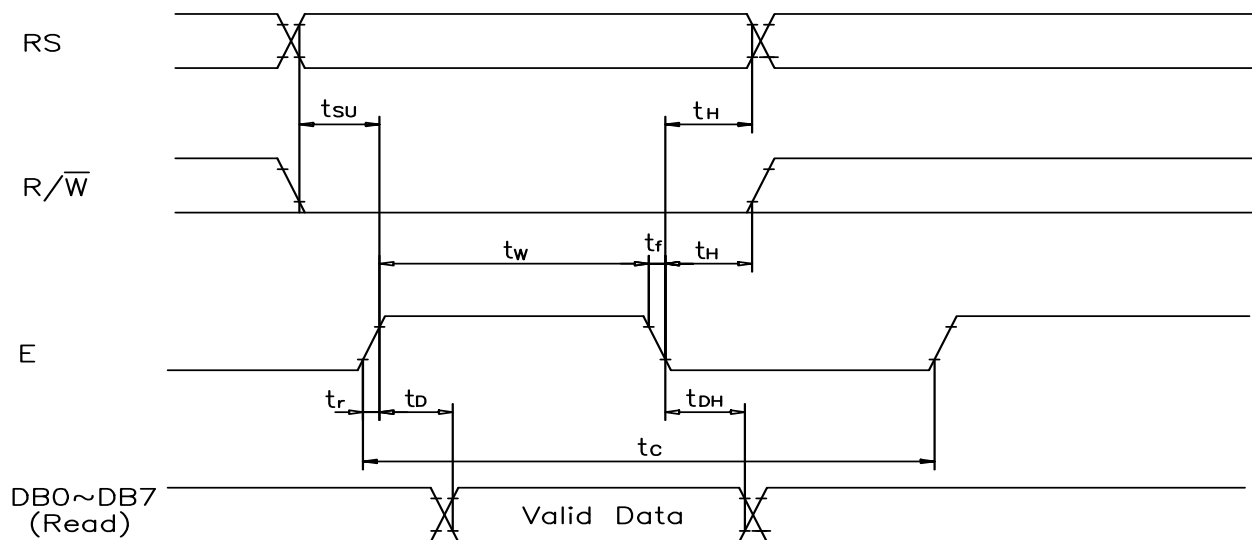 RS
tSU
tH
R/W̅
tW
tf
tH
E
tr
tD
tDH
tC
DB0~DB7
(Read)
Valid Data